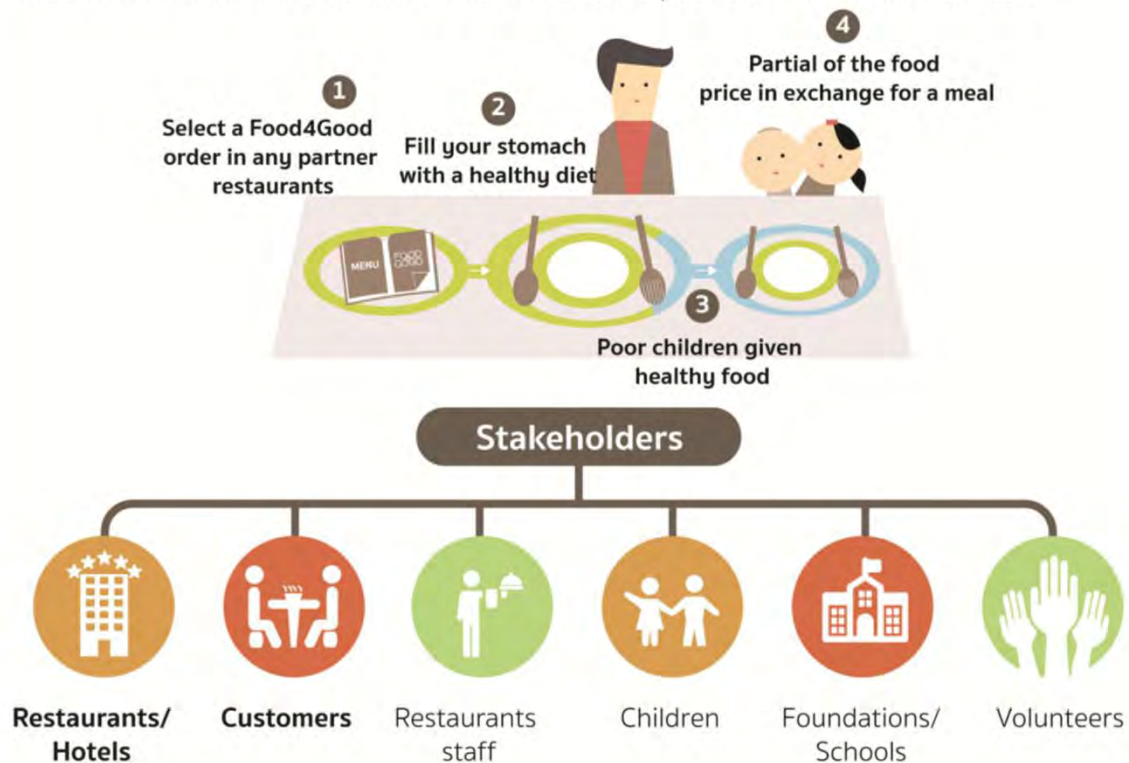 1
Select a Food4Good
order in any partner
restaurants
2
Fill your stomach
with a healthy diet
4
Partial of the food
price in exchange for a meal
MENU
FOOD
GOOD
3
Poor children given
healthy food
Stakeholders
Restaurants/
Hotels
Customers
Restaurants
staff
Children
Foundations/
Schools
Volunteers